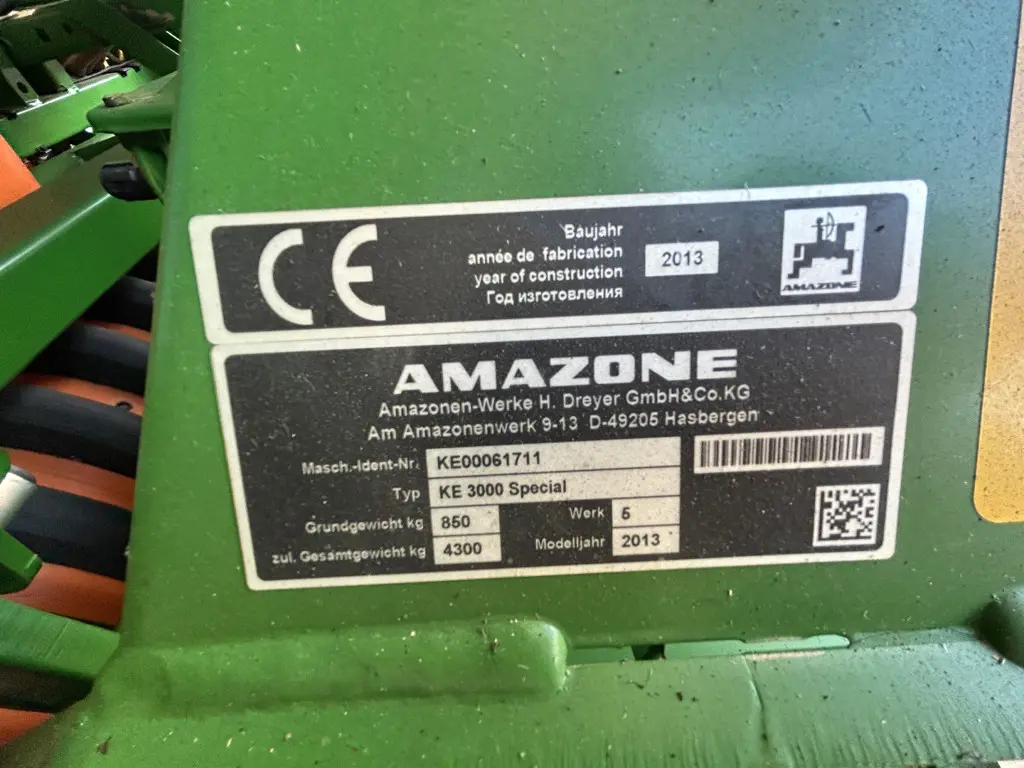 CE
Baujahr
année de fabrication
year of construction
Год изготовления
2013
AMAZONE
AMAZONE
Amazonen-Werke H. Dreyer GmbH&Co.KG
Am Amazonenwerk 9-13 D-49205 Hasbergen
Masch.-Ident-Nr. KE00061711
Typ KE 3000 Special
Grundgewicht kg 850 Werk 5
zul. Gesamtgewicht kg 4300 Modelljahr 2013